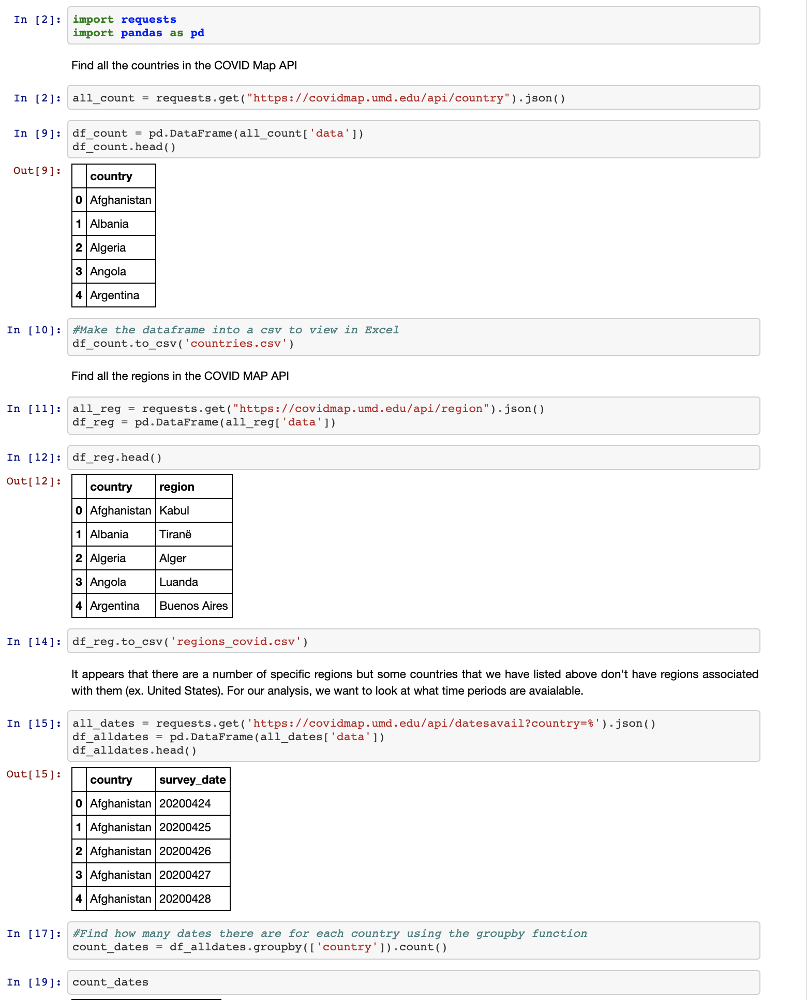 In [2]: import requests
import pandas as pd
Find all the countries in the COVID Map API
In [2]: all_count = requests.get("https://covidmap.umd.edu/api/country").json()
In [9]: df_count = pd.DataFrame(all_count['data'])
df_count.head()
Out[9]:
country
0 Afghanistan
1 Albania
2 Algeria
3 Angola
4 Argentina
In [10]: #Make the dataframe into a csv to view in Excel
df_count.to_csv('countries.csv')
Find all the regions in the COVID MAP API
In [11]: all_reg = requests.get("https://covidmap.umd.edu/api/region").json()
df_reg = pd.DataFrame(all_reg['data'])
In [12]: df_reg.head()
Out[12]:
country region
0 Afghanistan Kabul
1 Albania Tiranë
2 Algeria Alger
3 Angola Luanda
4 Argentina Buenos Aires
In [14]: df_reg.to_csv('regions_covid.csv')
It appears that there are a number of specific regions but some countries that we have listed above don't have regions associated
with them (ex. United States). For our analysis, we want to look at what time periods are avaialable.
In [15]: all_dates = requests.get('https://covidmap.umd.edu/api/datesavail?country=%').json()
df_alldates = pd.DataFrame(all_dates['data'])
df_alldates.head()
Out[15]:
country survey_date
0 Afghanistan 20200424
1 Afghanistan 20200425
2 Afghanistan 20200426
3 Afghanistan 20200427
4 Afghanistan 20200428
In [17]: #Find how many dates there are for each country using the groupby function
count_dates = df_alldates.groupby(['country']).count()
In [19]: count_dates